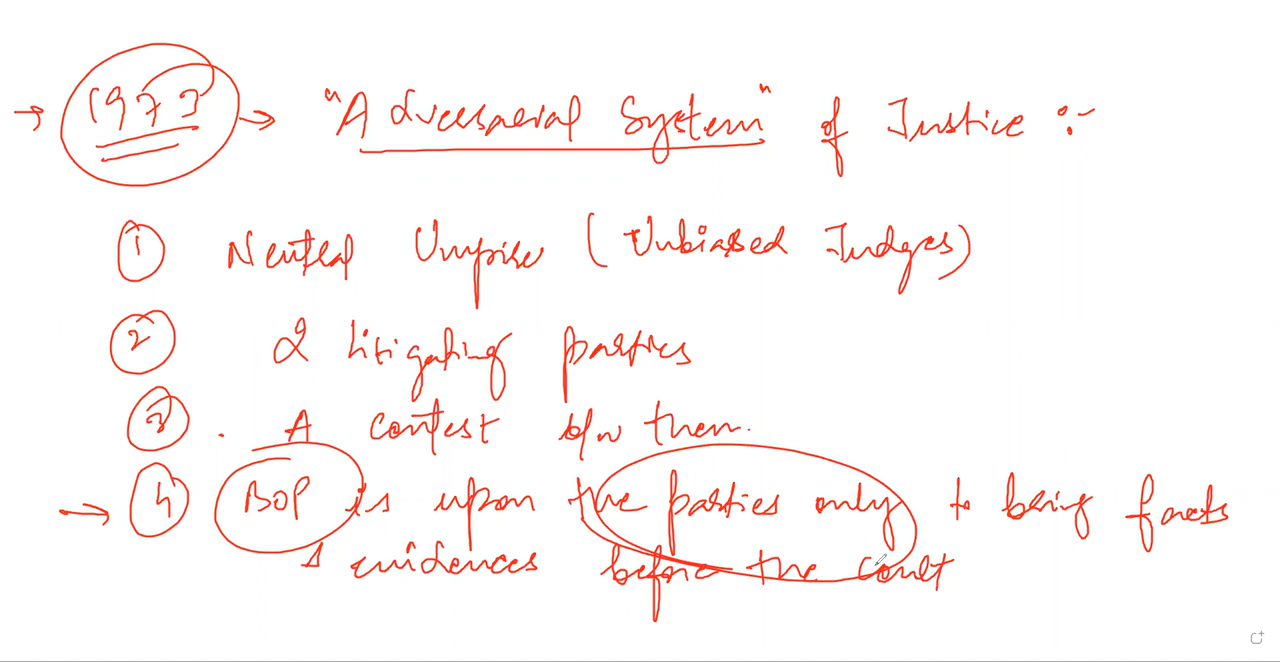 → 1973 → "Adversarial System" of Justice :-
① Neutral Umpire (Unbiased Judges)
② 2 litigating parties
③ . A contest b/w them.
→ ④ BOP is upon the parties only to bring facts
& evidences before the court